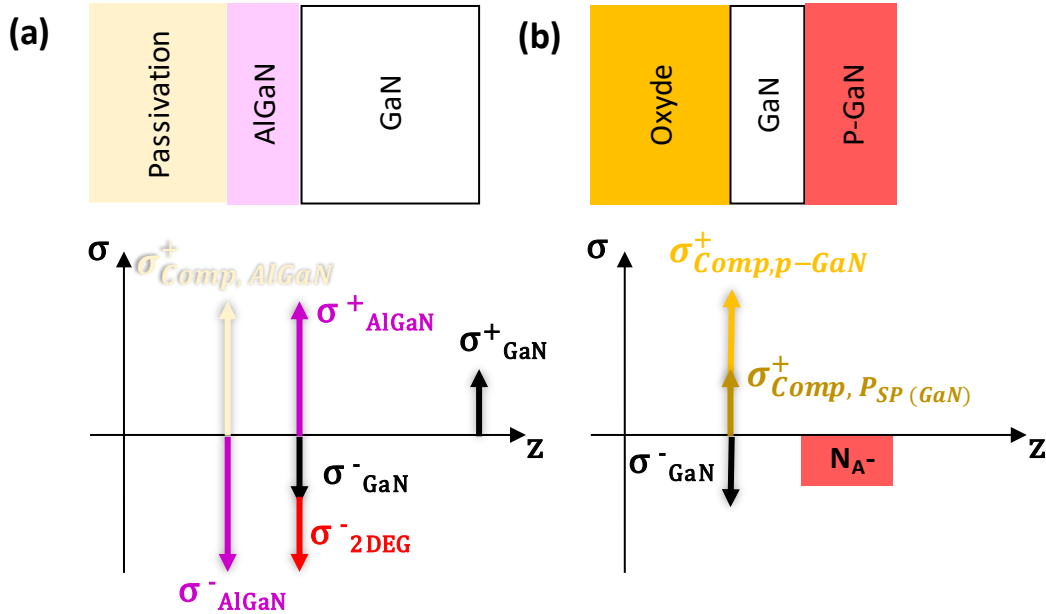 (a)
Passivation
AlGaN
GaN
σ
σ⁺Comp, AlGaN
σ⁺AlGaN
σ⁺GaN
z
σ⁻GaN
σ⁻2DEG
σ⁻AlGaN
(b)
Oxyde
GaN
P-GaN
σ
σ⁺Comp,p−GaN
σ⁺Comp, PSP (GaN)
z
σ⁻GaN
NA-